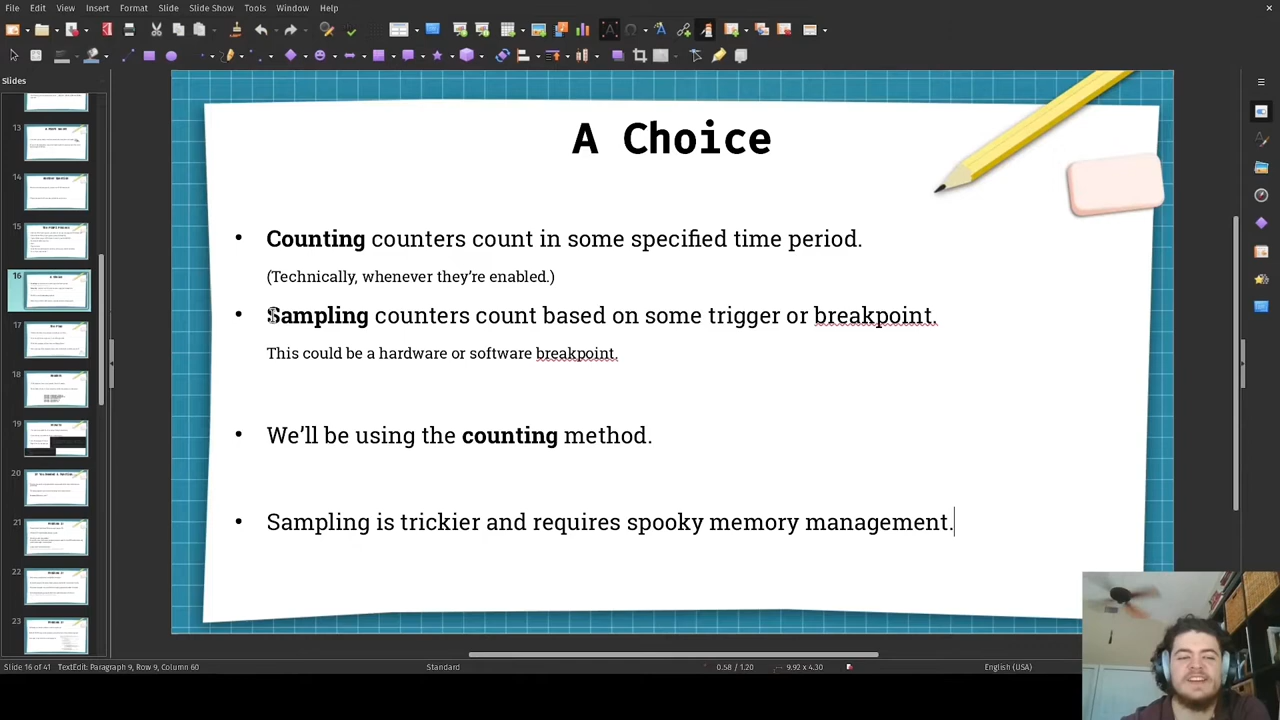 File Edit View Insert Format Slide Slide Show Tools Window Help
Slides
A Choice
• Counting counters count in some specified time period.
(Technically, whenever they're enabled.)
• Sampling counters count based on some trigger or breakpoint.
This could be a hardware or software breakpoint.
• We'll be using the counting method.
• Sampling is trickier and requires spooky memory management.
13
14
16
17
18
19
20
21
22
23
Slide 16 of 41 TextEdit: Paragraph 9, Row 9, Column 60 Standard 0.58 / 1.20 9.92 x 4.30 English (USA)